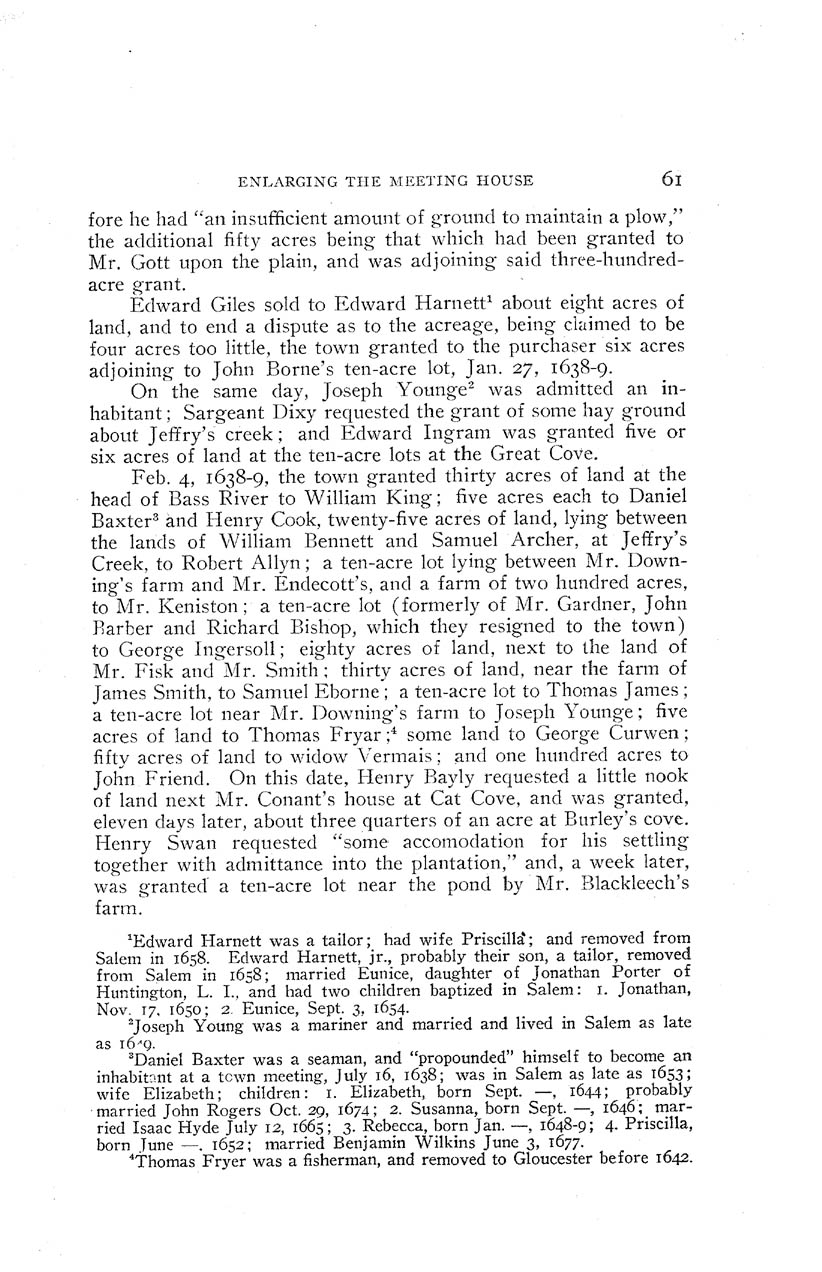 ENLARGING THE MEETING HOUSE 61
fore he had “an insufficient amount of ground to maintain a plow,”
the additional fifty acres being that which had been granted to
Mr. Gott upon the plain, and was adjoining said three-hundred-
acre grant.
Edward Giles sold to Edward Harnett¹ about eight acres of
land, and to end a dispute as to the acreage, being claimed to be
four acres too little, the town granted to the purchaser six acres
adjoining to John Borne's ten-acre lot, Jan. 27, 1638-9.
On the same day, Joseph Younge² was admitted an in-
habitant; Sargeant Dixy requested the grant of some hay ground
about Jeffry's creek; and Edward Ingram was granted five or
six acres of land at the ten-acre lots at the Great Cove.
Feb. 4, 1638-9, the town granted thirty acres of land at the
head of Bass River to William King; five acres each to Daniel
Baxter³ and Henry Cook, twenty-five acres of land, lying between
the lands of William Bennett and Samuel Archer, at Jeffry's
Creek, to Robert Allyn; a ten-acre lot lying between Mr. Down-
ing's farm and Mr. Endecott's, and a farm of two hundred acres,
to Mr. Keniston; a ten-acre lot (formerly of Mr. Gardner, John
Barber and Richard Bishop, which they resigned to the town)
to George Ingersoll; eighty acres of land, next to the land of
Mr. Fisk and Mr. Smith; thirty acres of land, near the farm of
James Smith, to Samuel Eborne; a ten-acre lot to Thomas James;
a ten-acre lot near Mr. Downing's farm to Joseph Younge; five
acres of land to Thomas Fryar;⁴ some land to George Curwen;
fifty acres of land to widow Vermais; and one hundred acres to
John Friend. On this date, Henry Bayly requested a little nook
of land next Mr. Conant's house at Cat Cove, and was granted,
eleven days later, about three quarters of an acre at Burley's cove.
Henry Swan requested “some accomodation for his settling
together with admittance into the plantation,” and, a week later,
was granted a ten-acre lot near the pond by Mr. Blackleech's
farm.
¹Edward Harnett was a tailor; had wife Priscilla; and removed from
Salem in 1658. Edward Harnett, jr., probably their son, a tailor, removed
from Salem in 1658; married Eunice, daughter of Jonathan Porter of
Huntington, L. I., and had two children baptized in Salem: 1. Jonathan,
Nov. 17, 1650; 2. Eunice, Sept. 3, 1654.
²Joseph Young was a mariner and married and lived in Salem as late
as
³Daniel Baxter was a seaman, and “propounded” himself to become an
inhabitant at a town meeting, July 16, 1638; was in Salem as late as 1653;
wife Elizabeth; children: 1. Elizabeth, born Sept. —, 1644; probably
married John Rogers Oct. 29, 1674; 2. Susanna, born Sept. —, 1646; mar-
ried Isaac Hyde July 12, 1665; 3. Rebecca, born Jan. —, 1648-9; 4. Priscilla,
born June —, 1652; married Benjamin Wilkins June 3, 1677.
⁴Thomas Fryer was a fisherman, and removed to Gloucester before 1642.